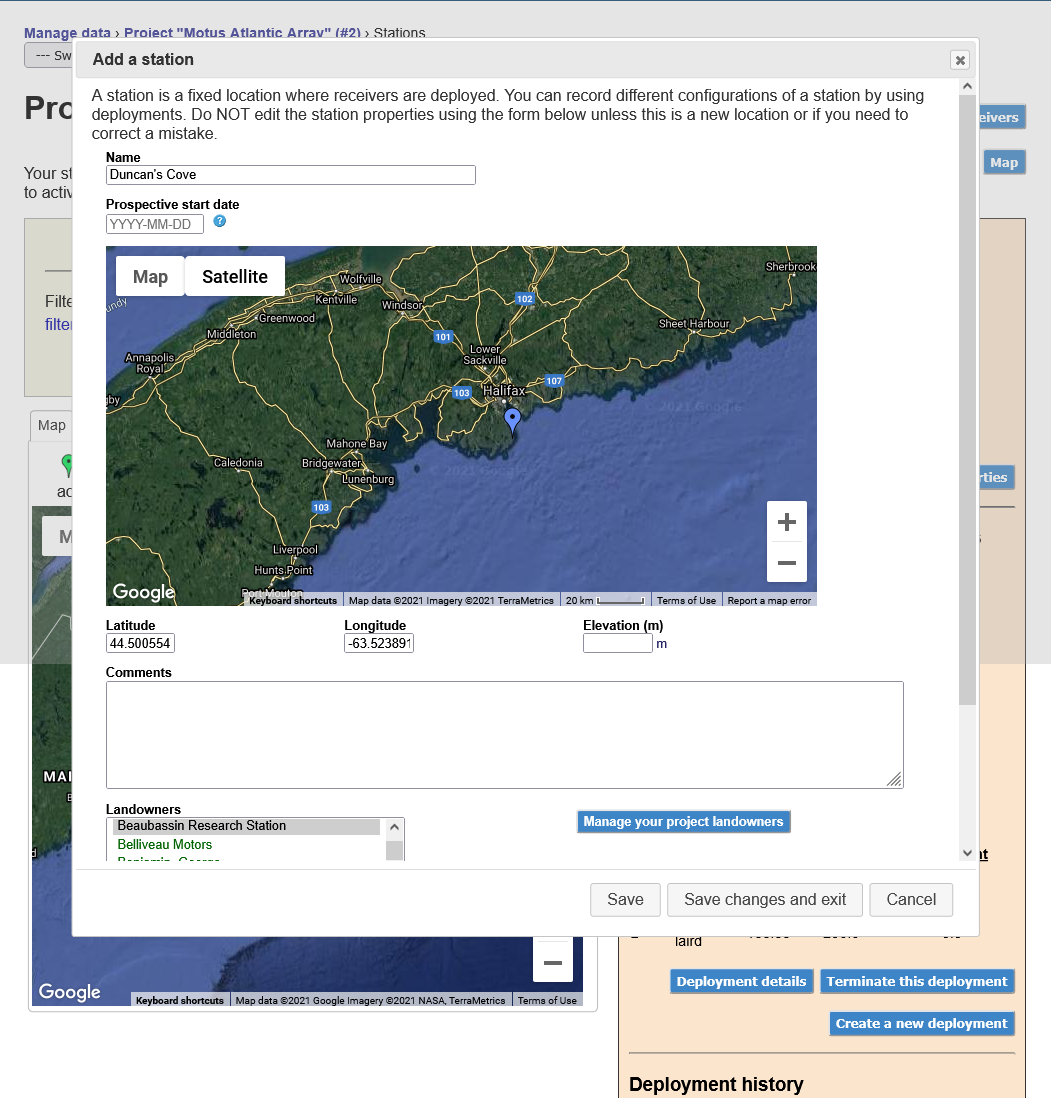 Manage data › Project "Motus Atlantic Array" (#2) › Stations
--- Sw
Add a station
A station is a fixed location where receivers are deployed. You can record different configurations of a station by using
deployments. Do NOT edit the station properties using the form below unless this is a new location or if you need to
correct a mistake.
Pro
eivers
Map
Your st
to activ
Name
Duncan's Cove
Prospective start date
YYYY-MM-DD
?
Map
Satellite
Wolfville
Sherbrook
Kentville
Windsor
102
undy
Greenwood
Middleton
Sheet Harbour
101
Annapolis
Royal
Lower
Sackville
107
103
Halifax
gby
©2021 Google
Mahone Bay
Caledonia
Bridgewater
©2021 Google
Lunenburg
103
Liverpool
Hunts Point
Port Mouton
Google
Keyboard shortcuts
Map data ©2021 Imagery ©2021 TerraMetrics
20 km
Terms of Use
Report a map error
Filte
filter
Map
ac
M
rties
Latitude
Longitude
Elevation (m)
44.500554
-63.523891
m
Comments
MAI
Landowners
Beaubassin Research Station
Belliveau Motors
Benjamin, George
Manage your project landowners
Save
Save changes and exit
Cancel
laird
Google
Keyboard shortcuts
Map data ©2021 Google Imagery ©2021 NASA, TerraMetrics
Terms of Use
Deployment details
Terminate this deployment
Create a new deployment
Deployment history